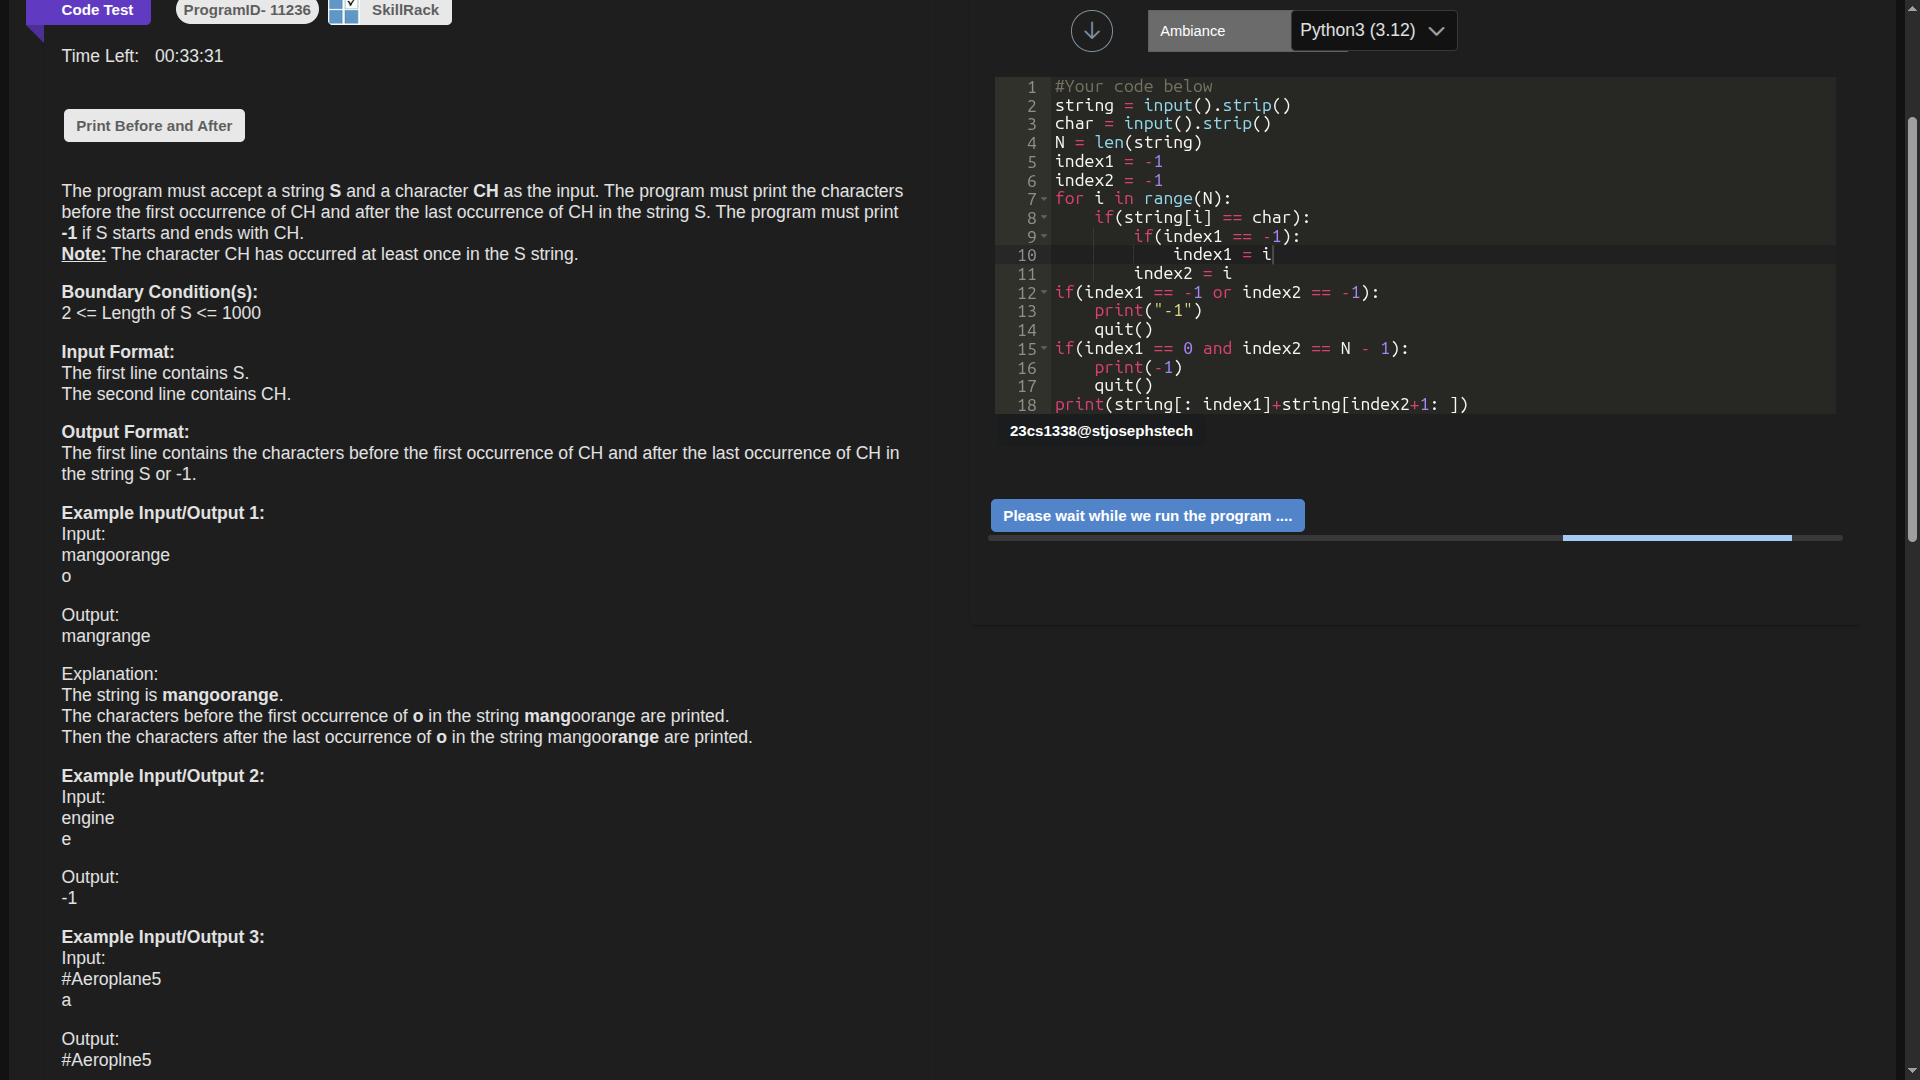 Code Test
ProgramID- 11236
SkillRack
Time Left: 00:33:31
Print Before and After
The program must accept a string S and a character CH as the input. The program must print the characters
before the first occurrence of CH and after the last occurrence of CH in the string S. The program must print
-1 if S starts and ends with CH.
Note: The character CH has occurred at least once in the S string.
Boundary Condition(s):
2 <= Length of S <= 1000
Input Format:
The first line contains S.
The second line contains CH.
Output Format:
The first line contains the characters before the first occurrence of CH and after the last occurrence of CH in
the string S or -1.
Example Input/Output 1:
Input:
mangoorange
o
Output:
mangrange
Explanation:
The string is mangoorange.
The characters before the first occurrence of o in the string mangoorange are printed.
Then the characters after the last occurrence of o in the string mangoorange are printed.
Example Input/Output 2:
Input:
engine
e
Output:
-1
Example Input/Output 3:
Input:
#Aeroplane5
a
Output:
#Aeroplne5
Ambiance
Python3 (3.12)
1 #Your code below
2 string = input().strip()
3 char = input().strip()
4 N = len(string)
5 index1 = -1
6 index2 = -1
7 for i in range(N):
8     if(string[i] == char):
9         if(index1 == -1):
10             index1 = i
11         index2 = i
12 if(index1 == -1 or index2 == -1):
13     print("-1")
14     quit()
15 if(index1 == 0 and index2 == N - 1):
16     print(-1)
17     quit()
18 print(string[: index1]+string[index2+1: ])
23cs1338@stjosephstech
Please wait while we run the program ....